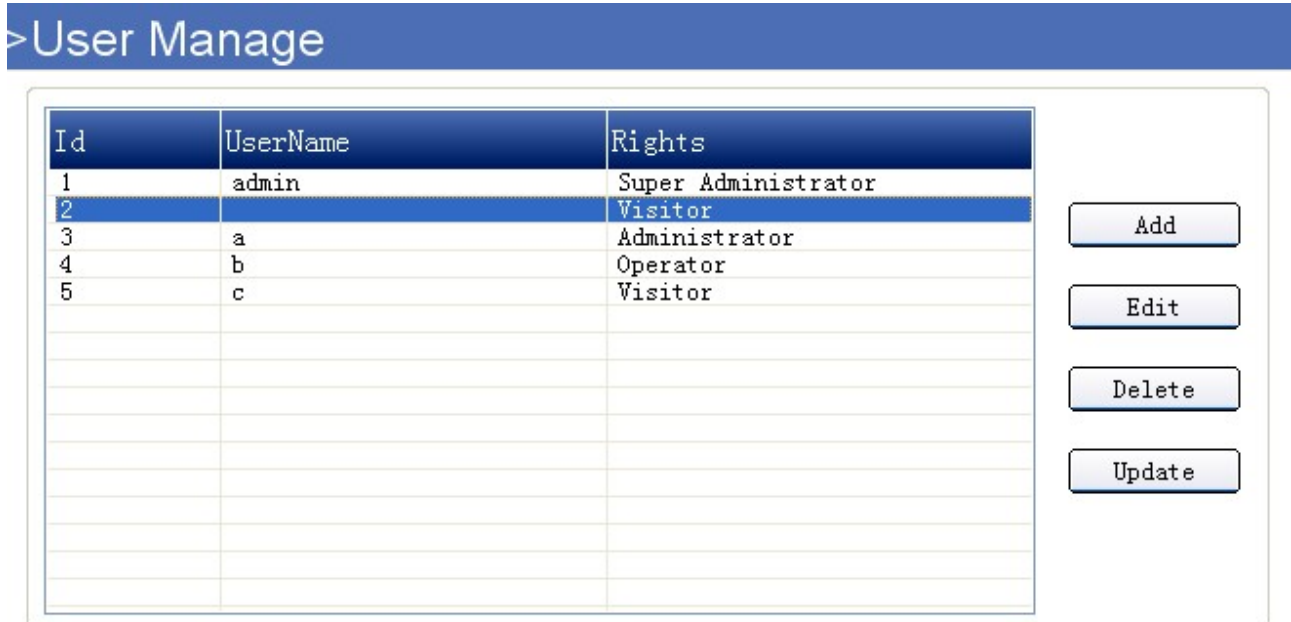 >User Manage
Id UserName Rights
1 admin Super Administrator
2 Visitor
3 a Administrator
4 b Operator
5 c Visitor
Add
Edit
Delete
Update